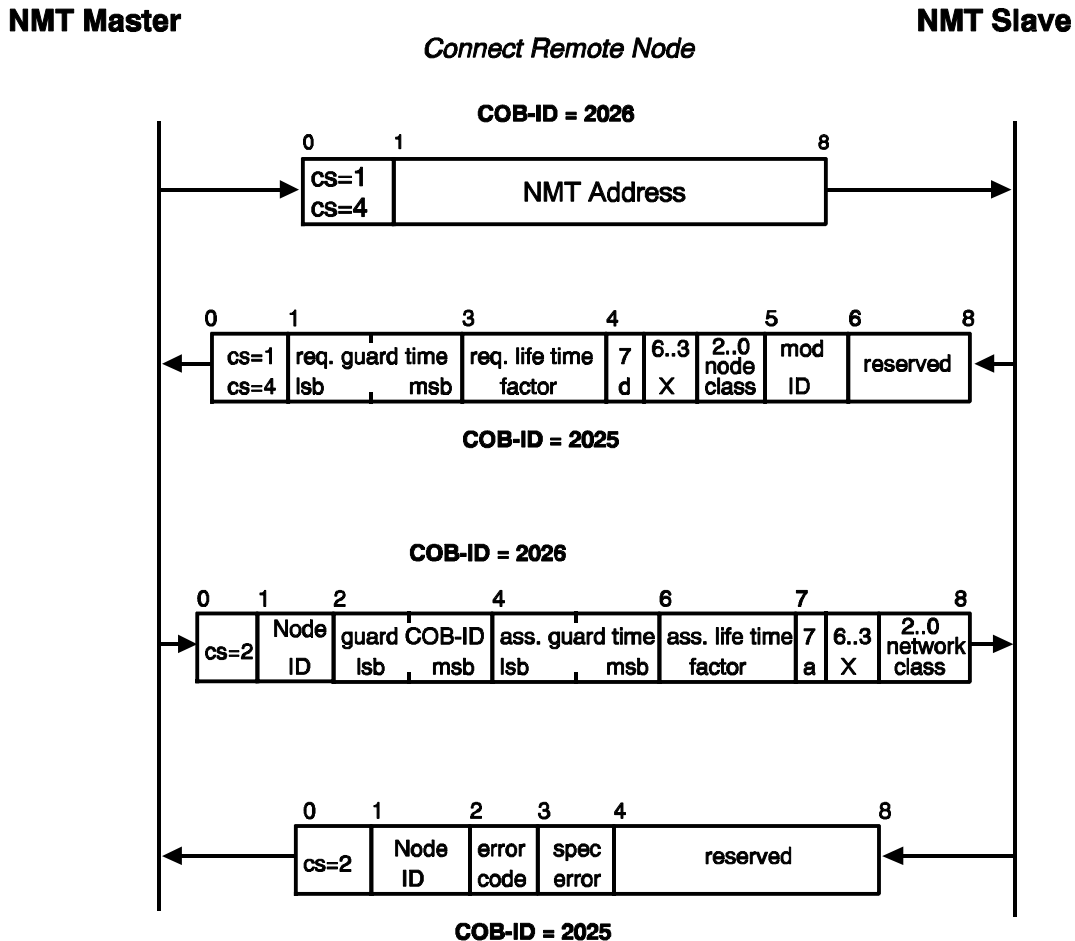 NMT Master NMT Slave
Connect Remote Node
COB-ID = 2026
0 1 8
cs=1
cs=4
NMT Address
0 1 3 4 5 6 8
cs=1
cs=4
req. guard time
lsb msb
req. life time
factor
7
d
6..3
X
2..0
node
class
mod
ID
reserved
COB-ID = 2025
COB-ID = 2026
0 1 2 4 6 7 8
cs=2
Node
ID
guard COB-ID
lsb msb
ass. guard time
lsb msb
ass. life time
factor
7
a
6..3
X
2..0
network
class
0 1 2 3 4 8
cs=2
Node
ID
error
code
spec
error
reserved
COB-ID = 2025